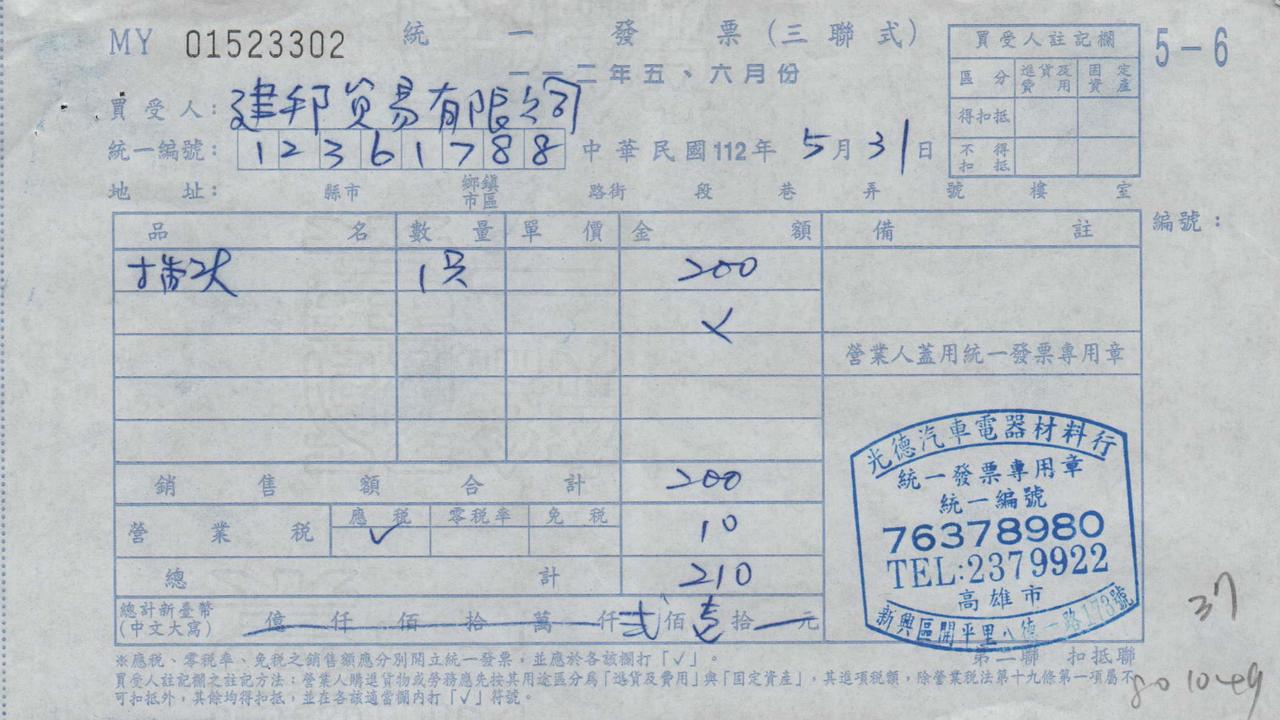 MY 01523302 統一發票(三聯式) 5-6
一一二年五、六月份
買受人註記欄
區分 進貨及費用 固定資產
得扣抵
不得扣抵
買受人: 建邦貿易有限公司
統一編號: 12361788 中華民國112年5月31日
地址: 縣市 鄉鎮市區 路街 段 巷 弄 號 樓 室
品名 數量 單價 金額 備註 編號:
1只 200
營業人蓋用統一發票專用章
銷售額合計 200
應稅 零稅率 免稅
營業稅 ✓ 10
總計 210
總計新臺幣(中文大寫) 億仟佰拾萬仟貳佰壹拾元
光德汽車電器材料行
統一發票專用章
統一編號
76378980
TEL:2379922
高雄市
新興區開平里八德一路173號
37
第二聯 扣抵聯
※應稅、零稅率、免稅之銷售額應分別開立統一發票,並應於各該欄打「✓」。
買受人註記欄之註記方法:營業人購進貨物或勞務應先按其用途區分為「進貨及費用」與「固定資產」,其進項稅額,除營業稅法第十九條第一項屬不
可扣抵外,其餘均得扣抵,並在各該適當欄內打「✓」符號。
801049